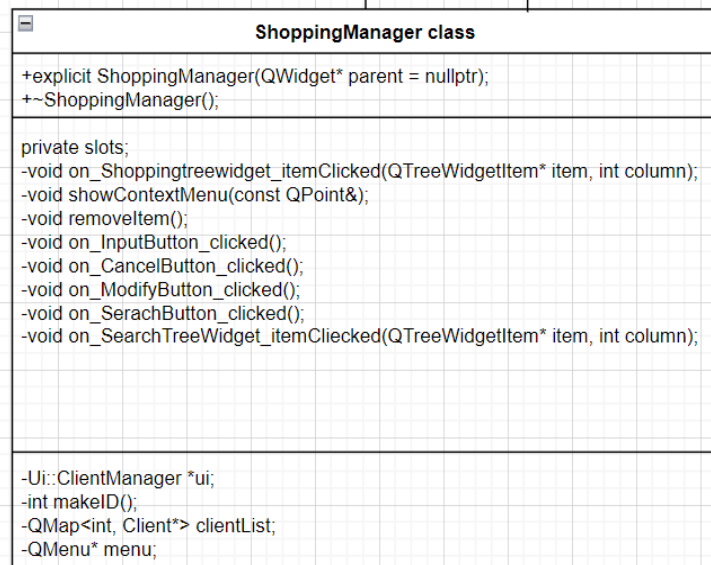 ShoppingManager class
+explicit ShoppingManager(QWidget* parent = nullptr);
+~ShoppingManager();
private slots;
-void on_Shoppingtreewidget_itemClicked(QTreeWidgetItem* item, int column);
-void showContextMenu(const QPoint&);
-void removeItem();
-void on_InputButton_clicked();
-void on_CancelButton_clicked();
-void on_ModifyButton_clicked();
-void on_SerachButton_clicked();
-void on_SearchTreeWidget_itemCliecked(QTreeWidgetItem* item, int column);
-Ui::ClientManager *ui;
-int makeID();
-QMap<int, Client*> clientList;
-QMenu* menu;